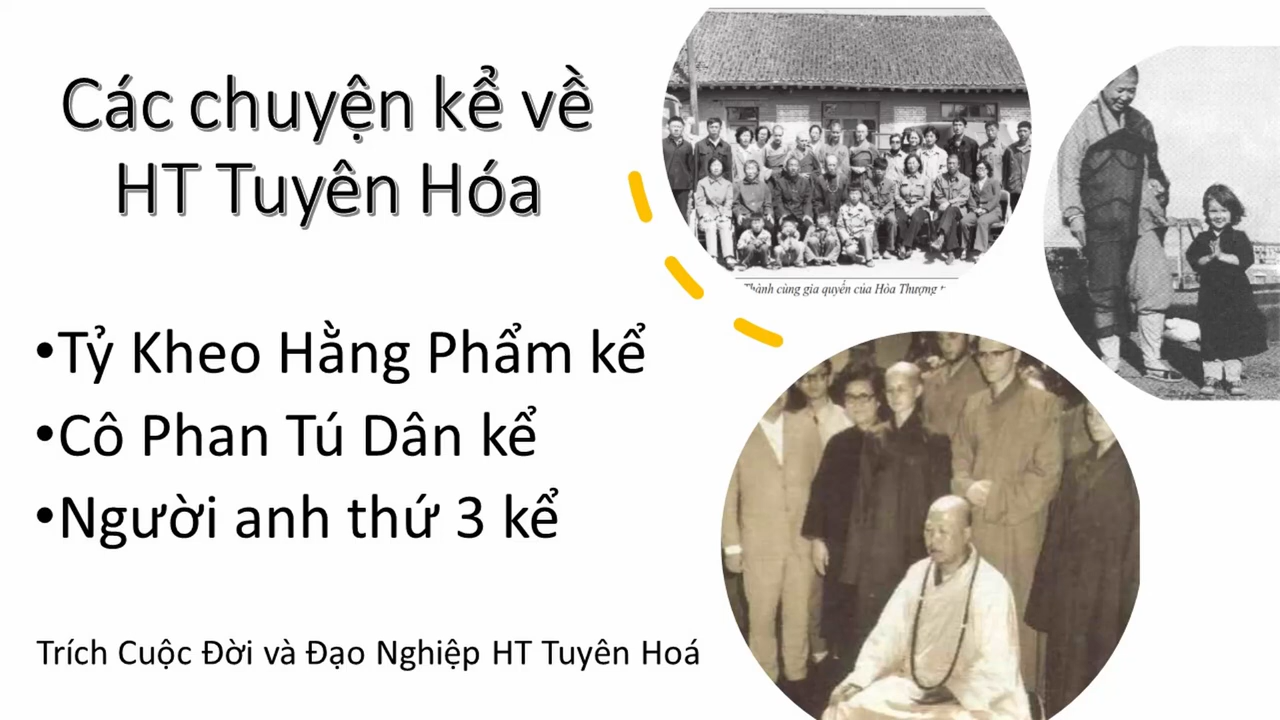 Các chuyện kể về
HT Tuyên Hóa
•Tỷ Kheo Hằng Phẩm kể
•Cô Phan Tú Dân kể
•Người anh thứ 3 kể
Trích Cuộc Đời và Đạo Nghiệp HT Tuyên Hoá
Thành cùng gia quyến của Hòa Thượng